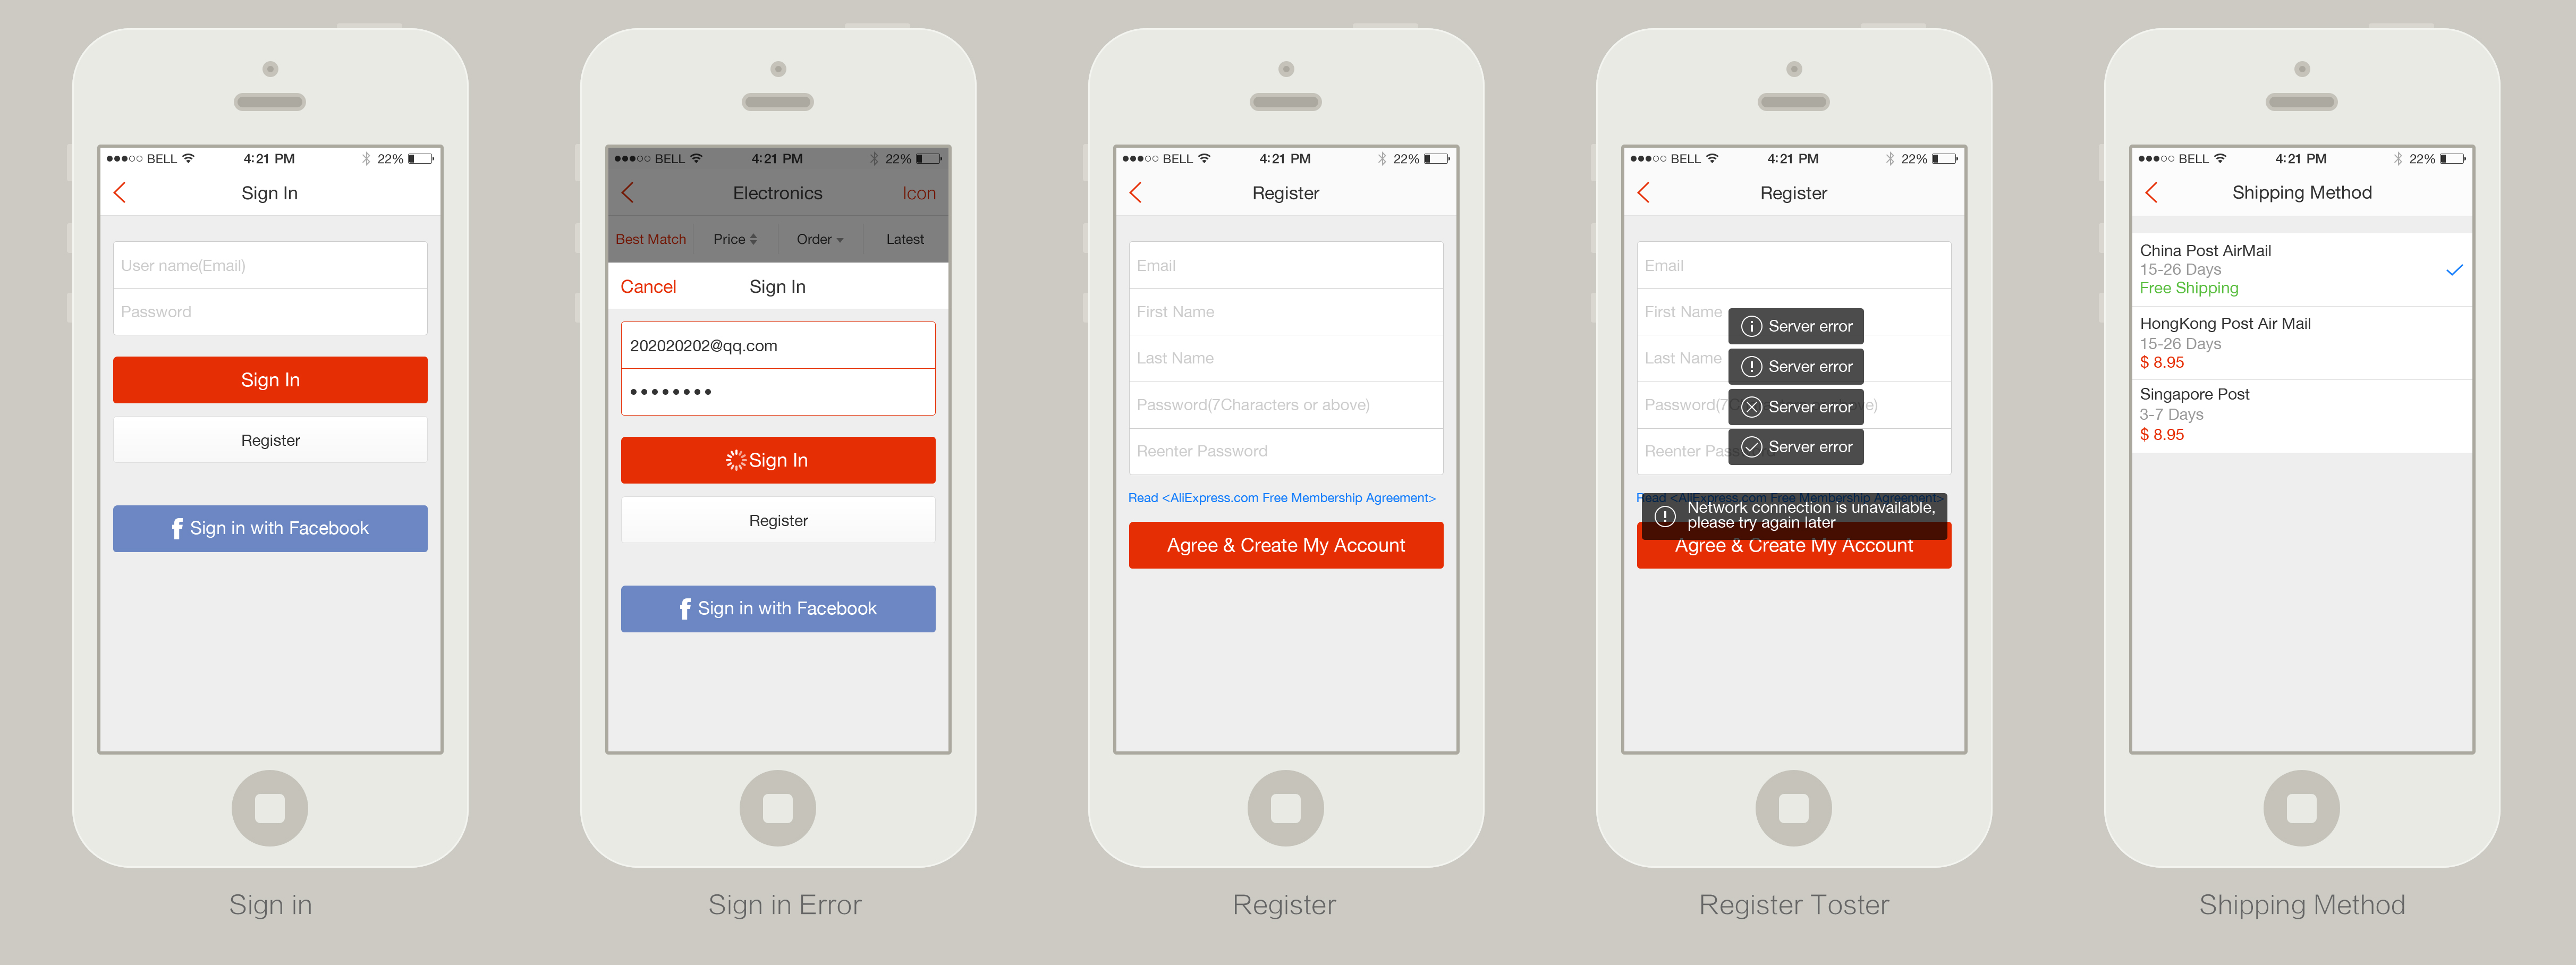 BELL 4:21 PM 22%
Sign In
User name(Email)
Password
Sign In
Register
Sign in with Facebook
Sign in
BELL 4:21 PM 22%
Electronics Icon
Best Match Price Order Latest
Cancel Sign In
202020202@qq.com
Sign In
Register
Sign in with Facebook
Sign in Error
BELL 4:21 PM 22%
Register
Email
First Name
Last Name
Password(7Characters or above)
Reenter Password
Read <AliExpress.com Free Membership Agreement>
Agree & Create My Account
Register
BELL 4:21 PM 22%
Register
Email
First Name
Server error
Last Name
Server error
Password(7C ve)
Server error
Reenter Pas
Server error
Read <AliExpress.com Free Membership Agreement>
Network connection is unavailable,
please try again later
Agree & Create My Account
Register Toster
BELL 4:21 PM 22%
Shipping Method
China Post AirMail
15-26 Days
Free Shipping
HongKong Post Air Mail
15-26 Days
$ 8.95
Singapore Post
3-7 Days
$ 8.95
Shipping Method